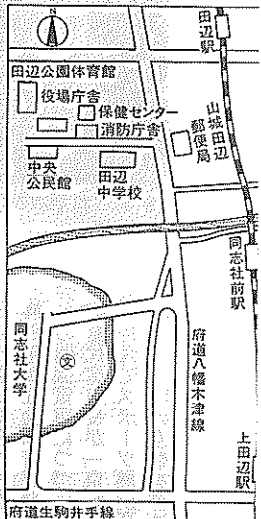 N
田辺駅
田辺公園体育館
役場庁舎
保健センター
消防庁舎
山城田辺
郵便局
中央
公民館
田辺
中学校
同志社前駅
同志社大学
文
府道八幡木津線
上田辺駅
府道生駒井手線